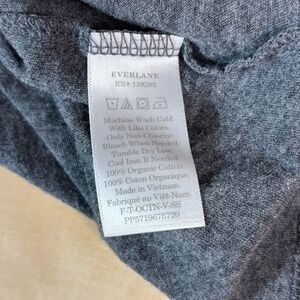 EVERLANE
RN# 139392
Machine Wash Cold
With Like Colors.
Only Non-Chlorine
Bleach When Needed.
Tumble Dry Low.
Cool Iron If Needed.
100% Organic Cotton
100% Coton Organique.
Made in Vietnam.
Fabriqué au Viêt-Nam.
F-T-OCTN-V-SS
PP5719675720